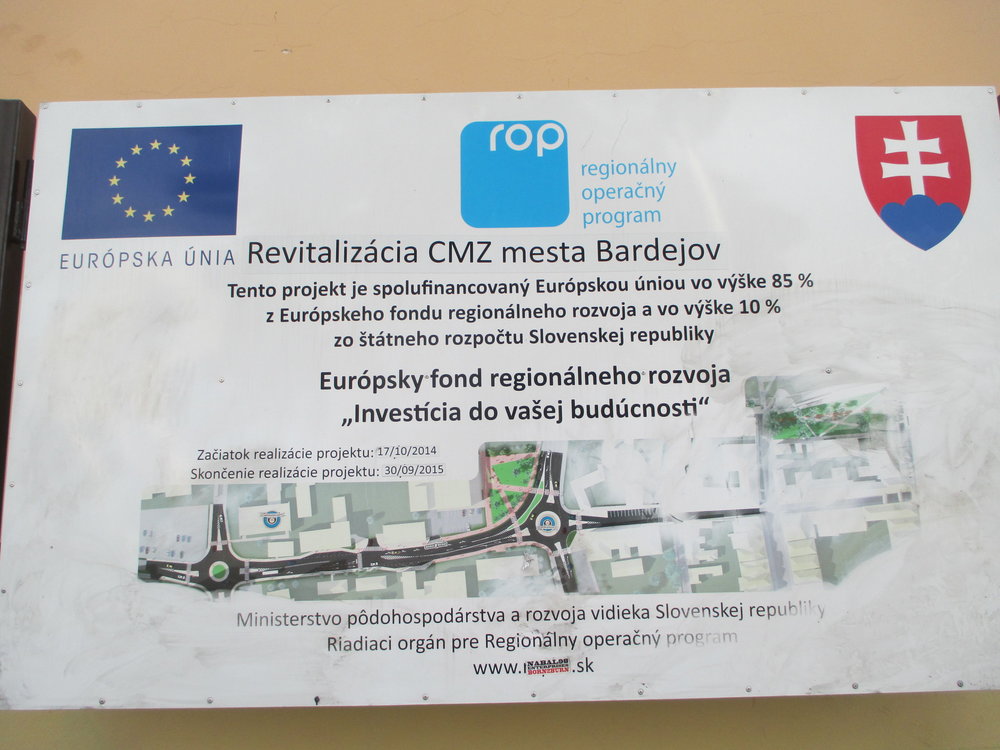 rop
regionálny
operačný
program
EURÓPSKA ÚNIA
Revitalizácia CMZ mesta Bardejov
Tento projekt je spolufinancovaný Európskou úniou vo výške 85 %
z Európskeho fondu regionálneho rozvoja a vo výške 10 %
zo štátneho rozpočtu Slovenskej republiky
Európsky fond regionálneho rozvoja
„Investícia do vašej budúcnosti“
Začiatok realizácie projektu: 17/10/2014
Skončenie realizácie projektu: 30/09/2015
Ministerstvo pôdohospodárstva a rozvoja vidieka Slovenskej republiky
Riadiaci orgán pre Regionálny operačný program
www. .sk